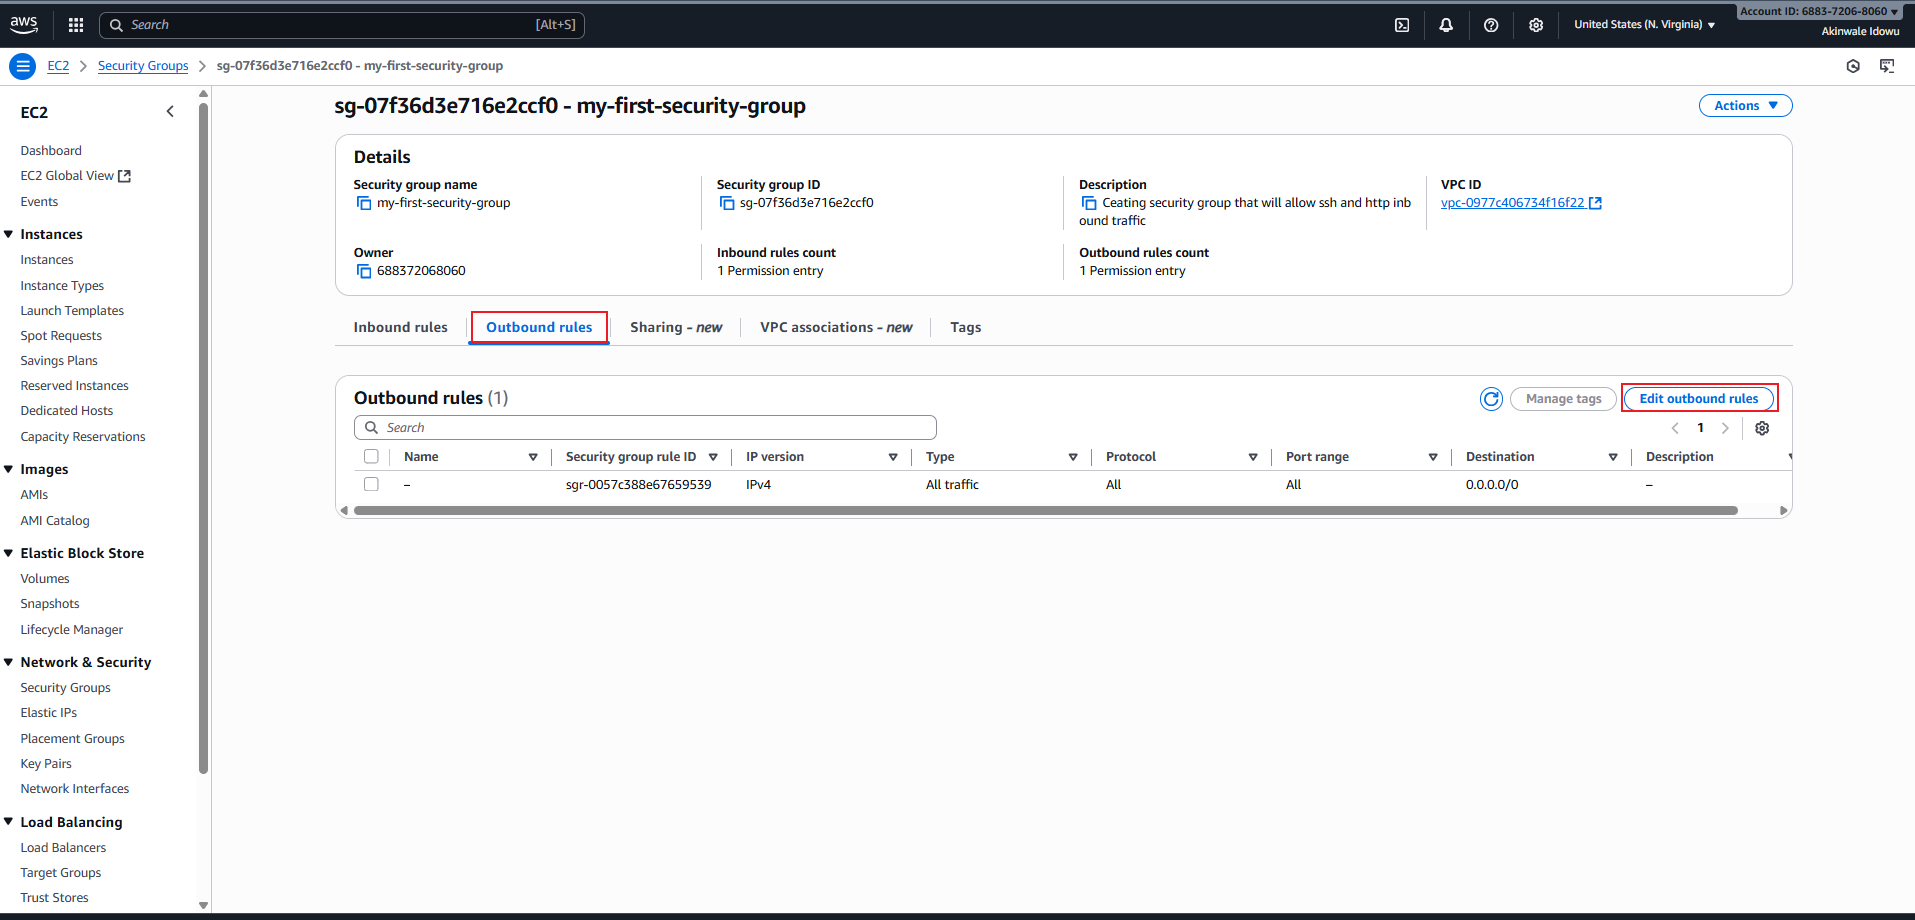 aws
Search [Alt+S]
United States (N. Virginia)
Account ID: 6883-7206-8060
Akinwale Idowu
EC2 > Security Groups > sg-07f36d3e716e2ccf0 - my-first-security-group
EC2
Dashboard
EC2 Global View
Events
Instances
Instances
Instance Types
Launch Templates
Spot Requests
Savings Plans
Reserved Instances
Dedicated Hosts
Capacity Reservations
Images
AMIs
AMI Catalog
Elastic Block Store
Volumes
Snapshots
Lifecycle Manager
Network & Security
Security Groups
Elastic IPs
Placement Groups
Key Pairs
Network Interfaces
Load Balancing
Load Balancers
Target Groups
Trust Stores
sg-07f36d3e716e2ccf0 - my-first-security-group
Actions
Details
Security group name
my-first-security-group
Security group ID
sg-07f36d3e716e2ccf0
Description
Ceating security group that will allow ssh and http inb
ound traffic
VPC ID
vpc-0977c406734f16f22
Owner
688372068060
Inbound rules count
1 Permission entry
Outbound rules count
1 Permission entry
Inbound rules
Outbound rules
Sharing - new
VPC associations - new
Tags
Outbound rules (1)
Manage tags
Edit outbound rules
Search
1
Name Security group rule ID IP version Type Protocol Port range Destination Description
– sgr-0057c388e67659539 IPv4 All traffic All All 0.0.0.0/0 –